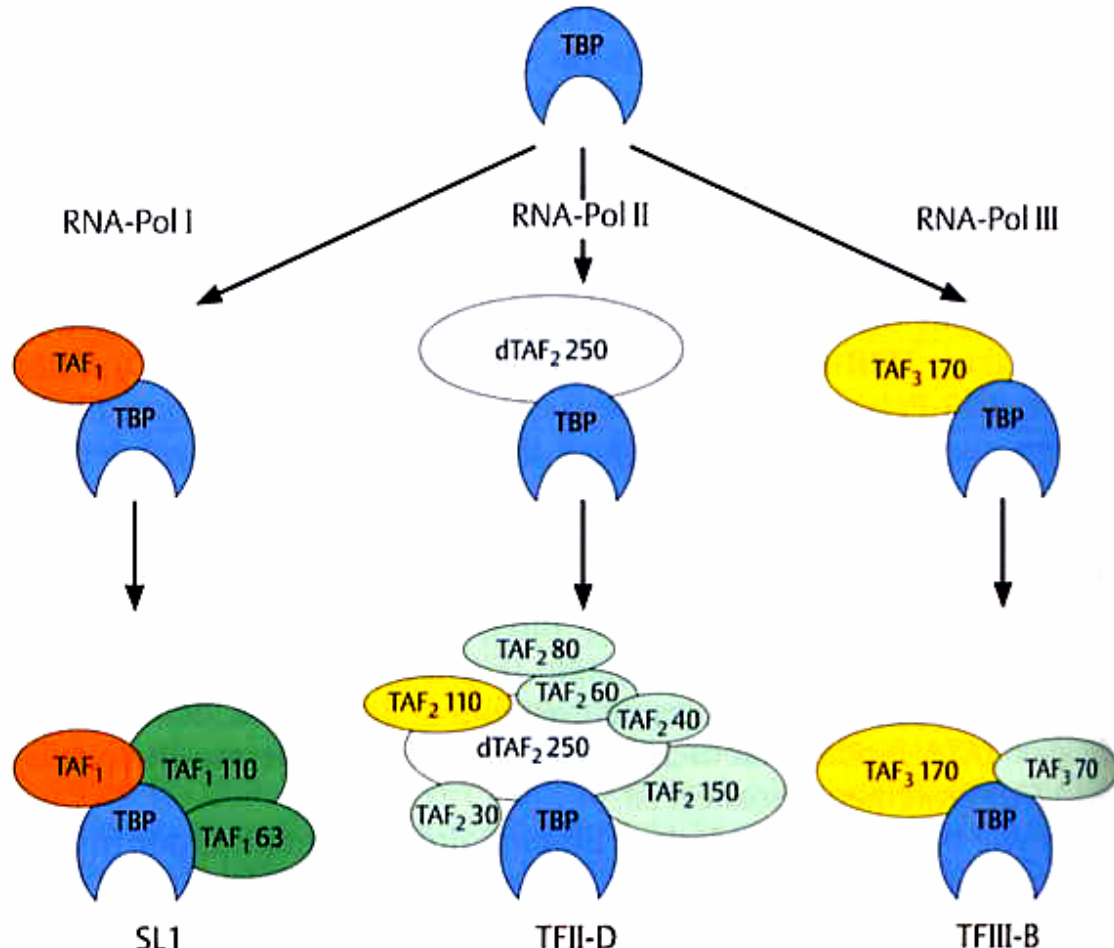 TBP
RNA-Pol I
RNA-Pol II
RNA-Pol III
TAF₁
TBP
dTAF₂ 250
TBP
TAF₃ 170
TBP
TAF₂ 80
TAF₂ 60
TAF₂ 110
TAF₂ 40
TAF₁
TAF₁ 110
dTAF₂ 250
TAF₃ 170
TAF₃ 70
TAF₂ 150
TBP
TAF₁ 63
TAF₂ 30
TBP
TBP
SL1
TFII-D
TFIII-B